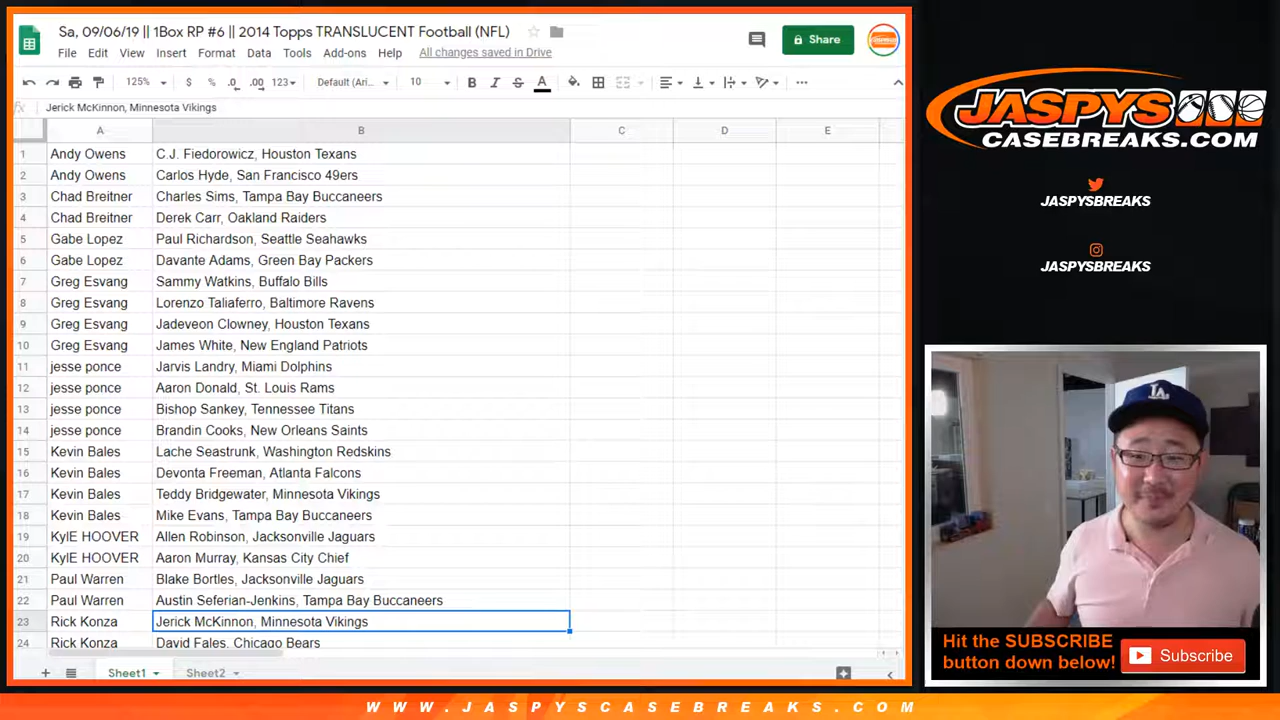 Sa, 09/06/19 || 1Box RP #6 || 2014 Topps TRANSLUCENT Football (NFL)
File Edit View Insert Format Data Tools Add-ons Help All changes saved in Drive
Share
125% $ % .0 .00 123 Default (Ari... 10 B I S A
fx Jerick McKinnon, Minnesota Vikings
A B C D E
1 Andy Owens C.J. Fiedorowicz, Houston Texans
2 Andy Owens Carlos Hyde, San Francisco 49ers
3 Chad Breitner Charles Sims, Tampa Bay Buccaneers
4 Chad Breitner Derek Carr, Oakland Raiders
5 Gabe Lopez Paul Richardson, Seattle Seahawks
6 Gabe Lopez Davante Adams, Green Bay Packers
7 Greg Esvang Sammy Watkins, Buffalo Bills
8 Greg Esvang Lorenzo Taliaferro, Baltimore Ravens
9 Greg Esvang Jadeveon Clowney, Houston Texans
10 Greg Esvang James White, New England Patriots
11 jesse ponce Jarvis Landry, Miami Dolphins
12 jesse ponce Aaron Donald, St. Louis Rams
13 jesse ponce Bishop Sankey, Tennessee Titans
14 jesse ponce Brandin Cooks, New Orleans Saints
15 Kevin Bales Lache Seastrunk, Washington Redskins
16 Kevin Bales Devonta Freeman, Atlanta Falcons
17 Kevin Bales Teddy Bridgewater, Minnesota Vikings
18 Kevin Bales Mike Evans, Tampa Bay Buccaneers
19 KylE HOOVER Allen Robinson, Jacksonville Jaguars
20 KylE HOOVER Aaron Murray, Kansas City Chief
21 Paul Warren Blake Bortles, Jacksonville Jaguars
22 Paul Warren Austin Seferian-Jenkins, Tampa Bay Buccaneers
23 Rick Konza Jerick McKinnon, Minnesota Vikings
24 Rick Konza David Fales, Chicago Bears
Sheet1 Sheet2
JASPYS
CASEBREAKS.COM
JASPYSBREAKS
JASPYSBREAKS
LA
Hit the SUBSCRIBE
button down below!
Subscribe
WWW.JASPYSCASEBREAKS.COM